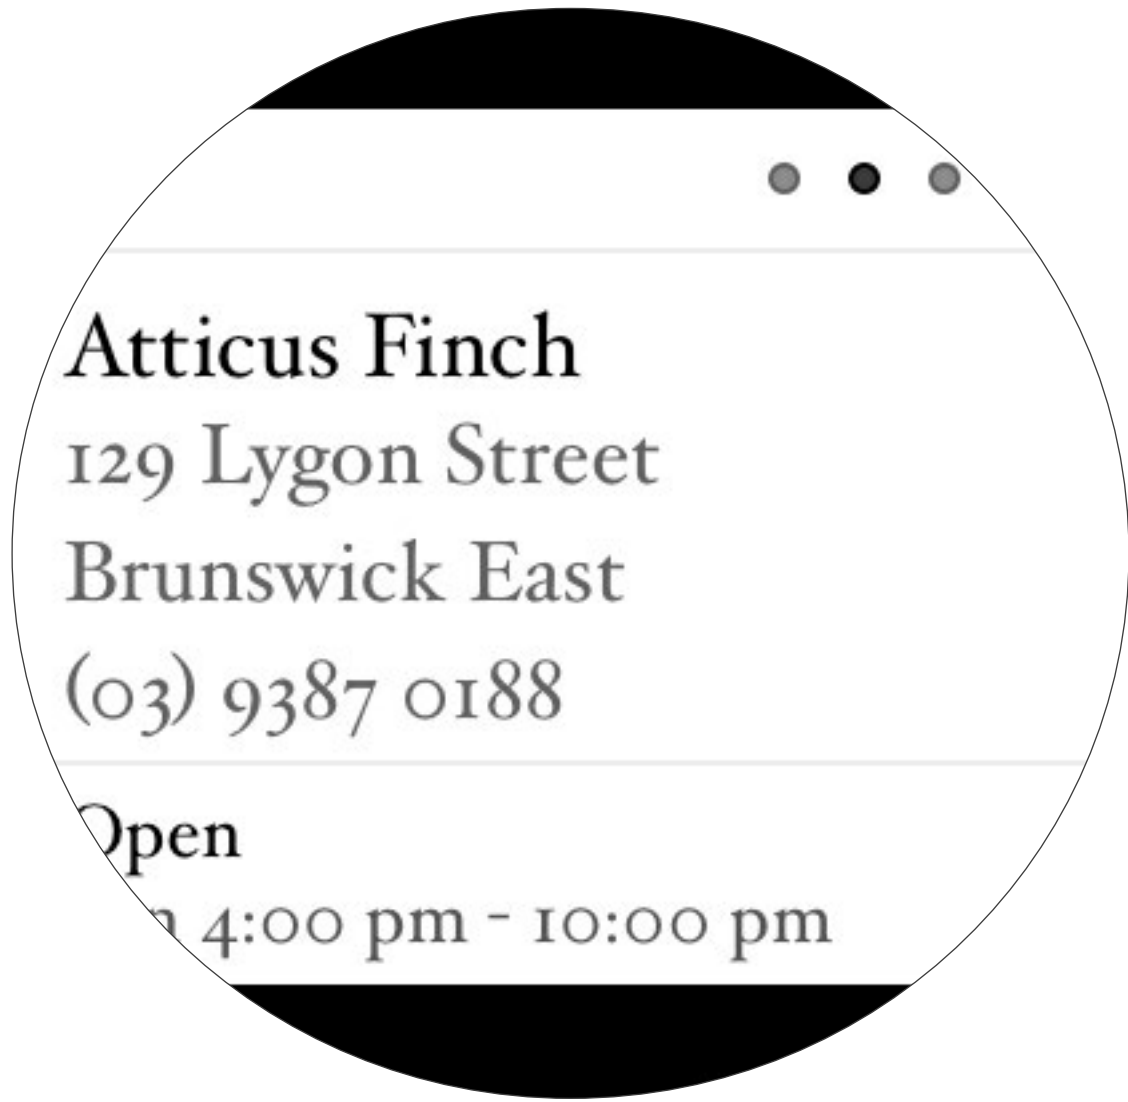 Atticus Finch
129 Lygon Street
Brunswick East
(03) 9387 0188
Open
4:00 pm - 10:00 pm